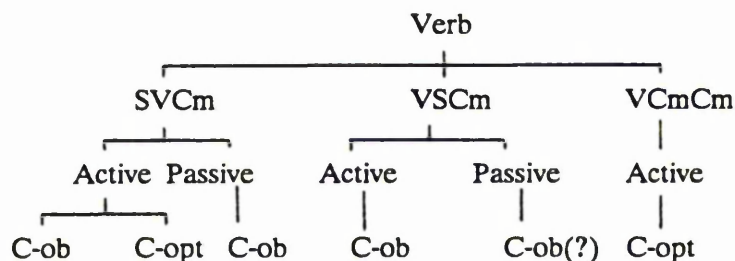 Verb
SVCm VSCm VCmCm
Active Passive Active Passive Active
C-ob C-opt C-ob C-ob C-ob(?) C-opt